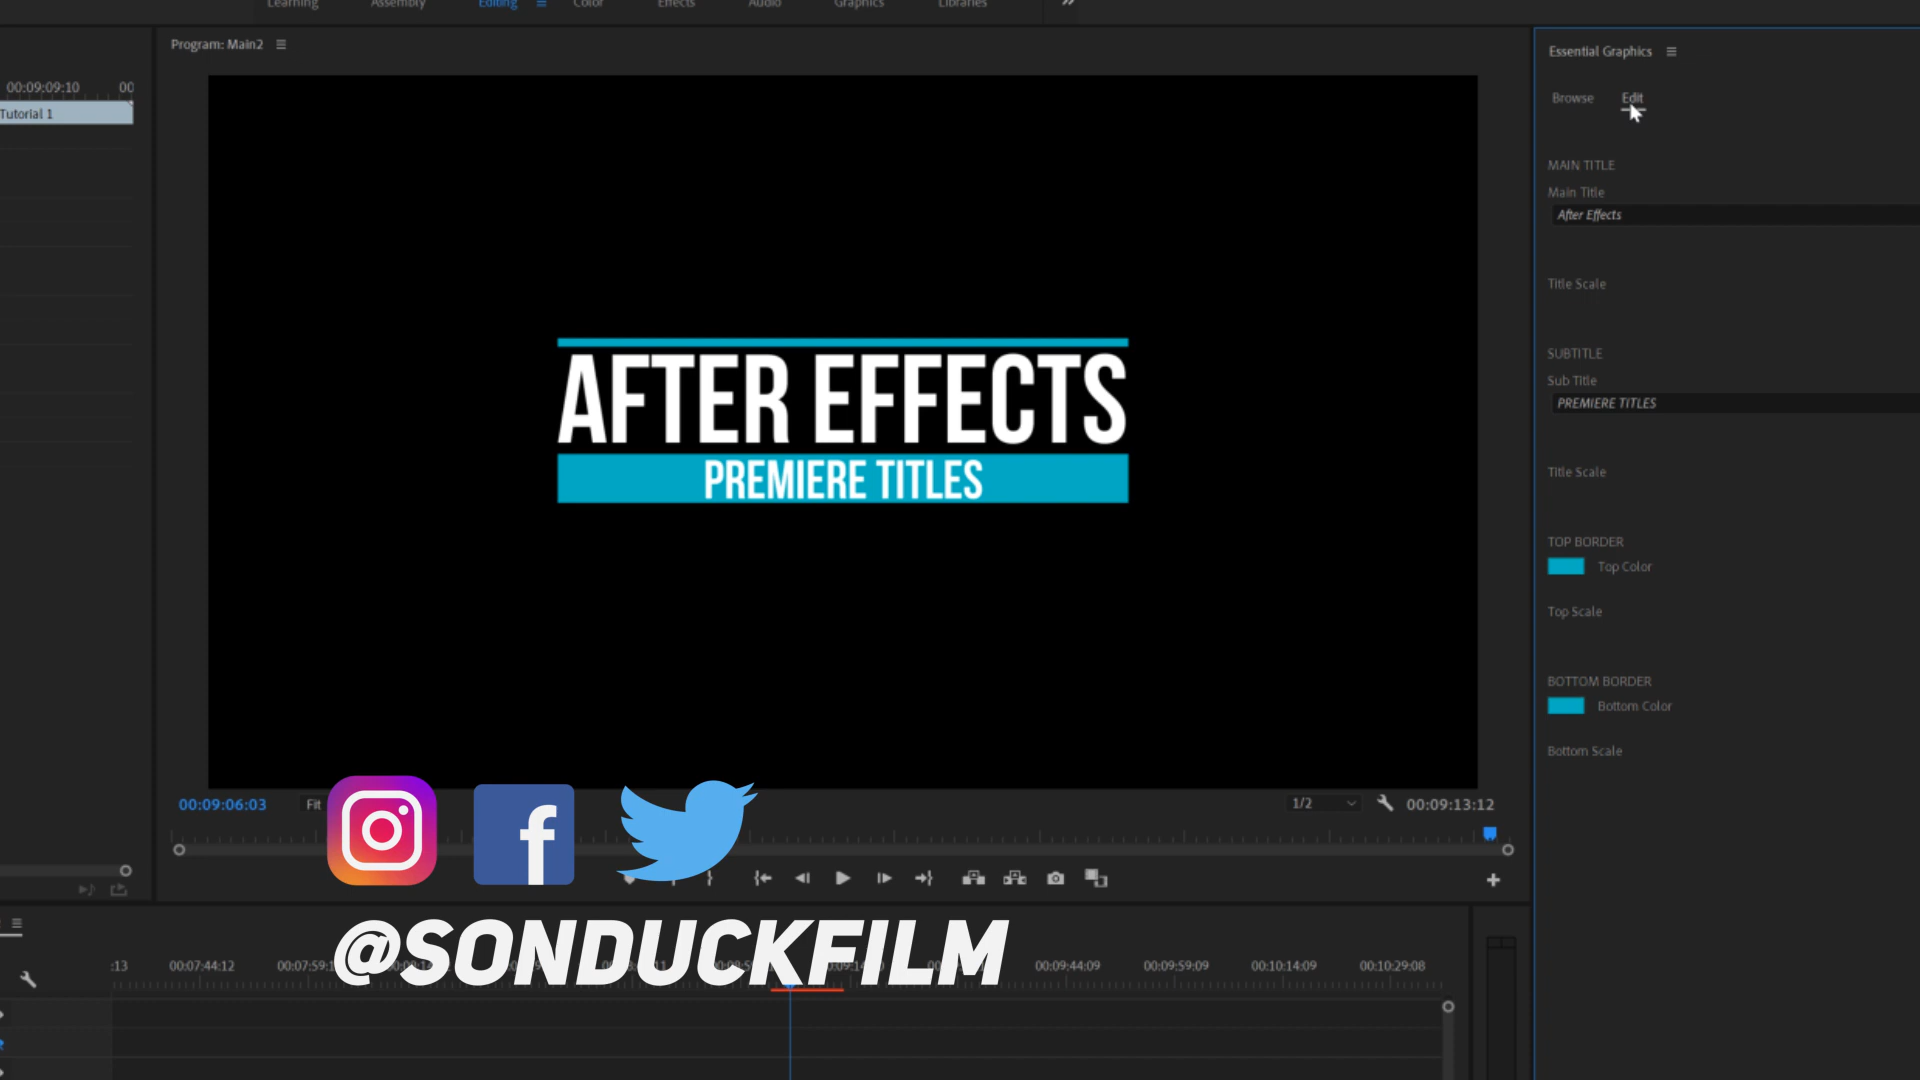 Learning Assembly Editing Color Effects Audio Graphics Libraries
Program: Main2
Essential Graphics
00:09:09:10 00
Tutorial 1
Browse Edit
MAIN TITLE
Main Title
After Effects
Title Scale
SUBTITLE
Sub Title
PREMIERE TITLES
Title Scale
TOP BORDER
Top Color
Top Scale
BOTTOM BORDER
Bottom Color
Bottom Scale
AFTER EFFECTS
PREMIERE TITLES
00:09:06:03 Fit 1/2 00:09:13:12
f
@SONDUCKFILM
:13 00:07:44:12 00:09:44:09 00:09:59:09 00:10:14:09 00:10:29:08